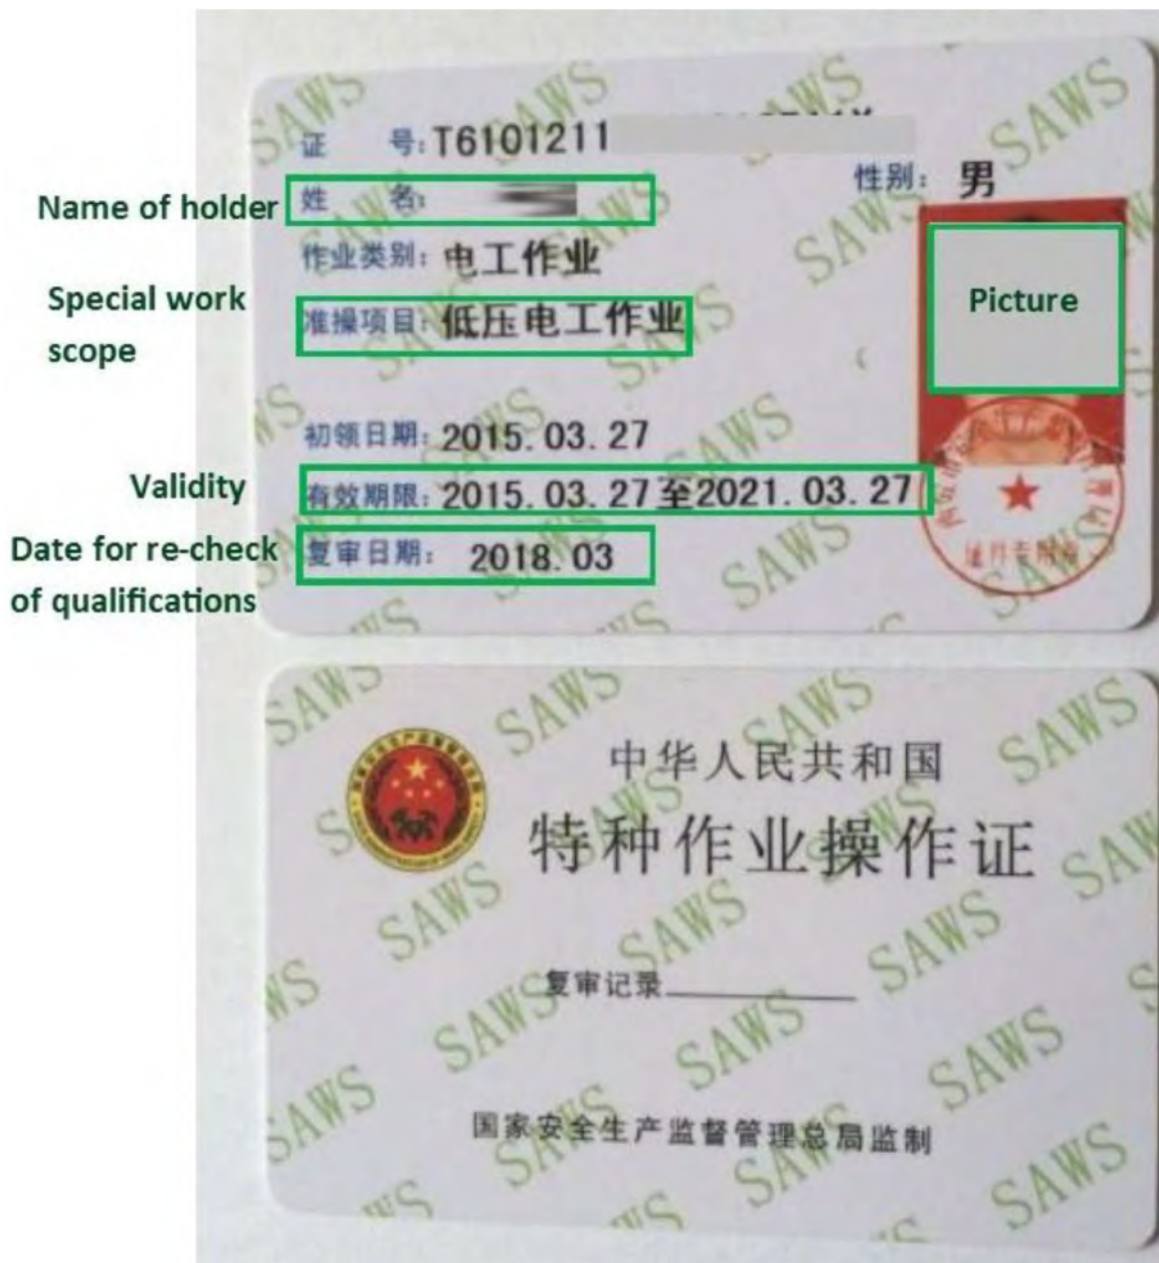 证 号: T6101211
性别: 男
Name of holder
姓 名:
作业类别: 电工作业
Special work scope
准操项目: 低压电工作业
Picture
初领日期: 2015. 03. 27
Validity
有效期限: 2015. 03. 27 至2021. 03. 27
Date for re-check of qualifications
复审日期: 2018. 03
中华人民共和国
特种作业操作证
复审记录
国家安全生产监督管理总局监制
SAWS